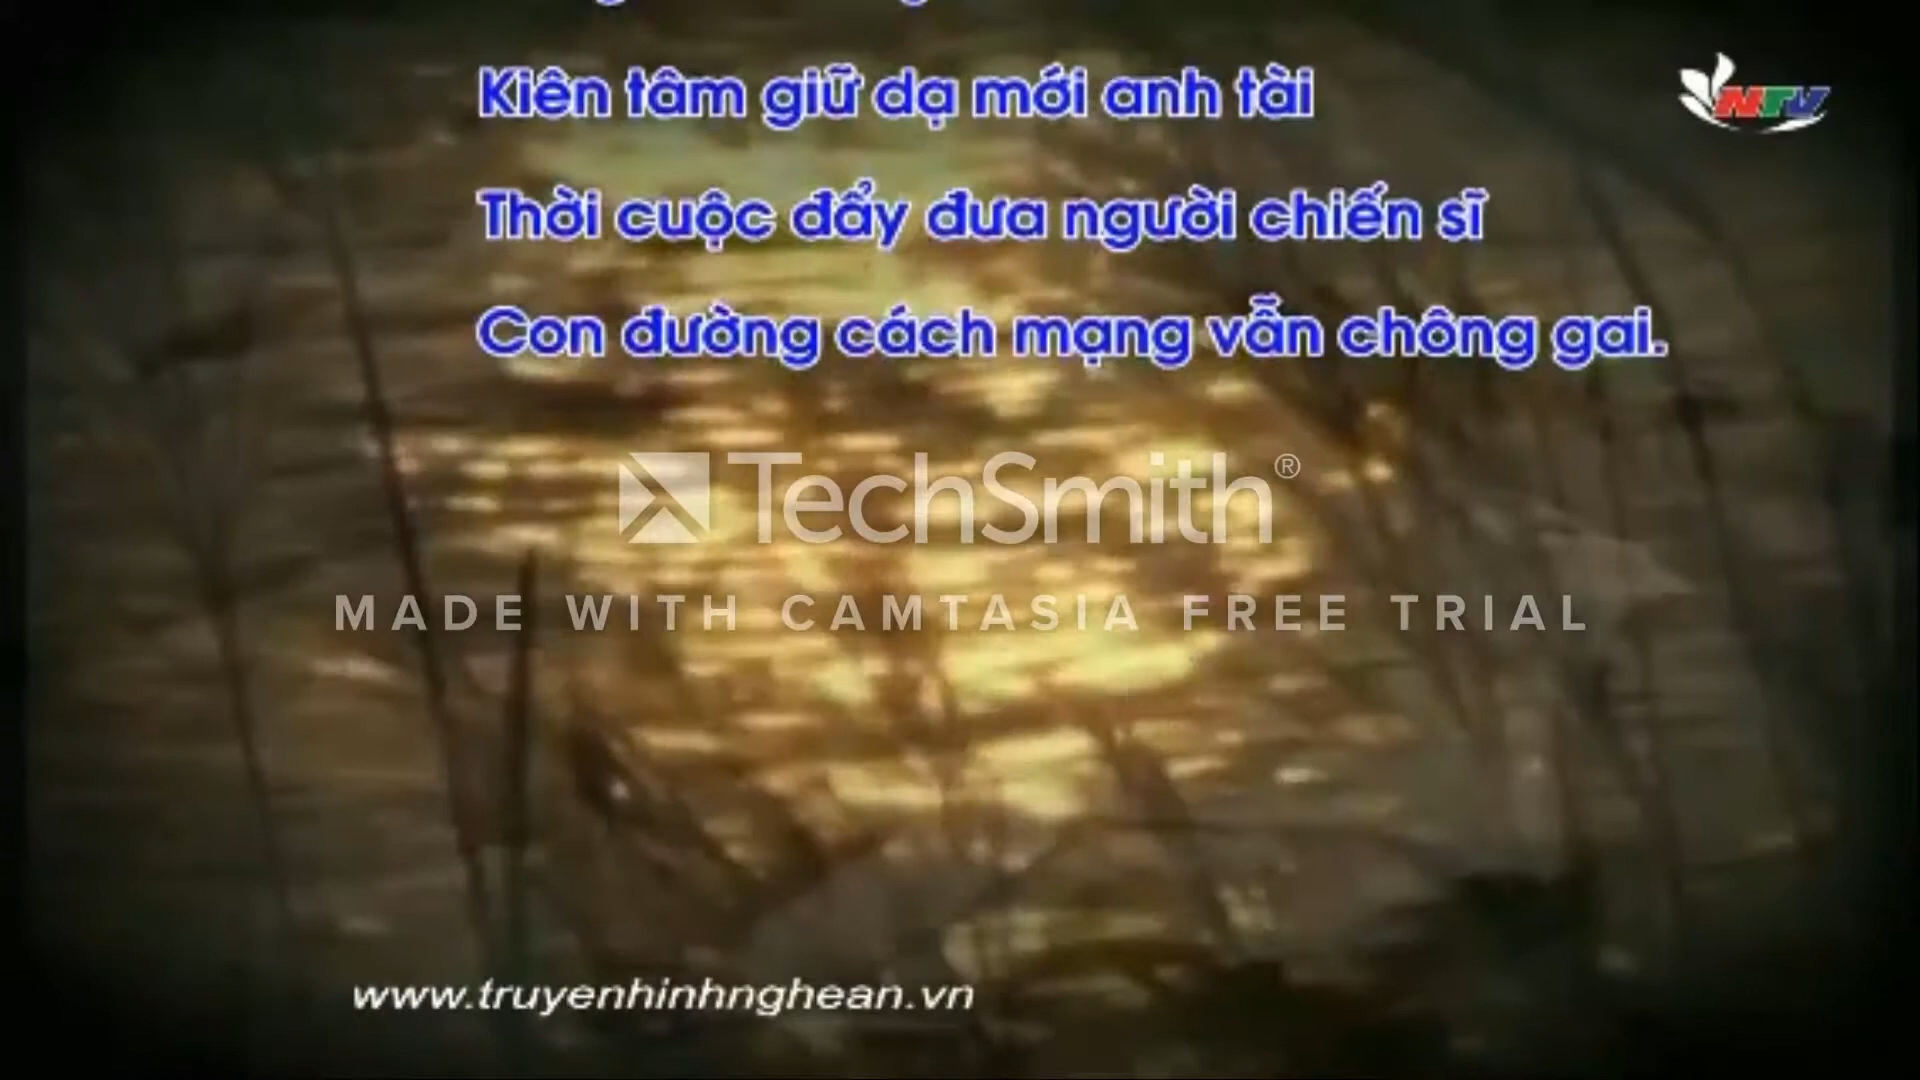 Kiên tâm giữ dạ mới anh tài
NTV
Thời cuộc đẩy đưa người chiến sĩ
Con đường cách mạng vẫn chông gai.
TechSmith®
MADE WITH CAMTASIA FREE TRIAL
www.truyenhinhnghean.vn